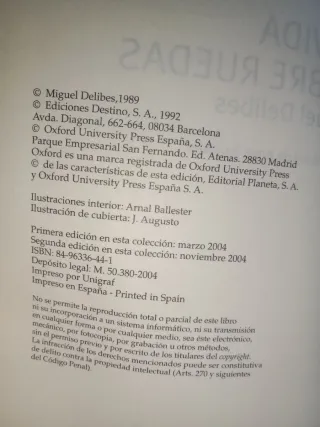 VIDA
SOBRE RUEDAS
Miguel Delibes
© Miguel Delibes,1989
© Ediciones Destino, S. A., 1992
Avda. Diagonal, 662-664, 08034 Barcelona
© Oxford University Press España, S. A.
Parque Empresarial San Fernando. Ed. Atenas. 28830 Madrid
Oxford es una marca registrada de Oxford University Press
© de las características de esta edición, Editorial Planeta, S. A.
y Oxford University Press España S. A.
Ilustraciones interior: Arnal Ballester
Ilustración de cubierta: J. Augusto
Primera edición en esta colección: marzo 2004
Segunda edición en esta colección: noviembre 2004
ISBN: 84-96336-44-1
Depósito legal: M. 50.380-2004
Impreso por Unigraf
Impreso en España - Printed in Spain
No se permite la reproducción total o parcial de este libro
ni su incorporación a un sistema informático, ni su transmisión
en cualquier forma o por cualquier medio, sea éste electrónico,
mecánico, por fotocopia, por grabación u otros métodos,
sin el permiso previo y por escrito de los titulares del copyright.
La infracción de los derechos mencionados puede ser constitutiva
de delito contra la propiedad intelectual (Arts. 270 y siguientes
del Código Penal).